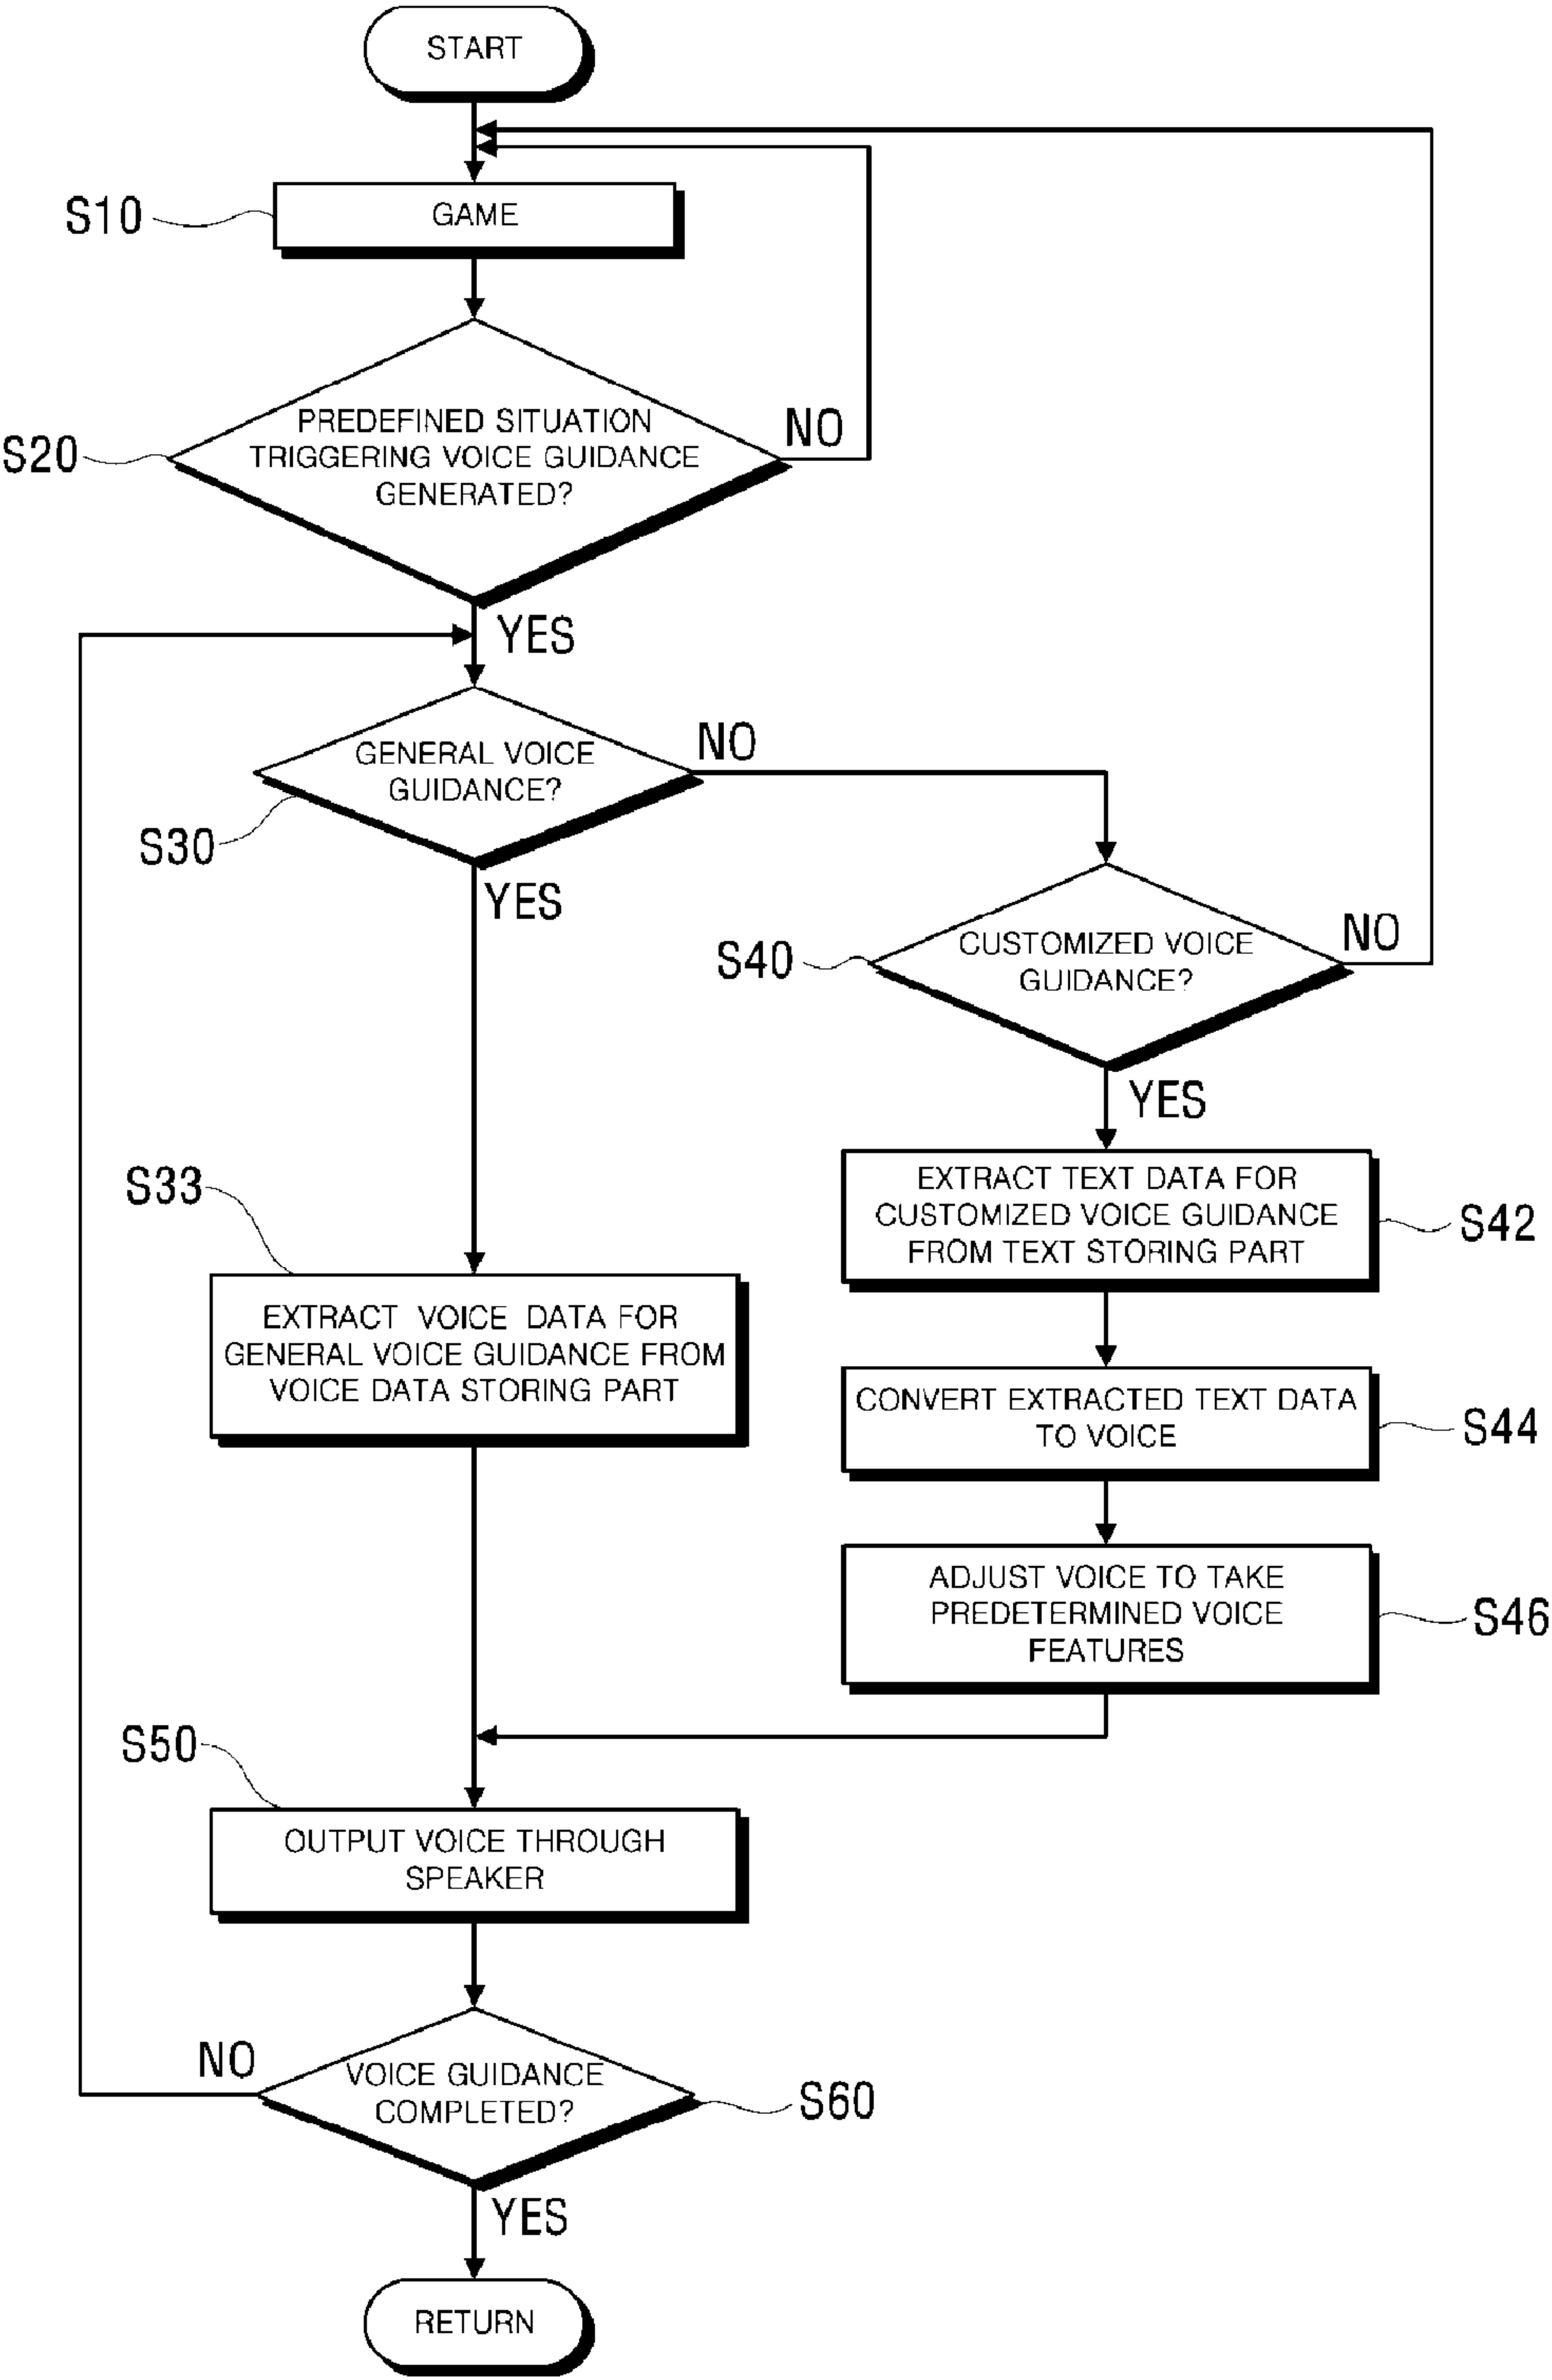 START
S10
GAME
S20
PREDEFINED SITUATION
TRIGGERING VOICE GUIDANCE
GENERATED?
NO
YES
GENERAL VOICE
GUIDANCE?
NO
S30
YES
S40
CUSTOMIZED VOICE
GUIDANCE?
NO
YES
S33
EXTRACT VOICE DATA FOR
GENERAL VOICE GUIDANCE FROM
VOICE DATA STORING PART
EXTRACT TEXT DATA FOR
CUSTOMIZED VOICE GUIDANCE
FROM TEXT STORING PART
S42
CONVERT EXTRACTED TEXT DATA
TO VOICE
S44
ADJUST VOICE TO TAKE
PREDETERMINED VOICE
FEATURES
S46
S50
OUTPUT VOICE THROUGH
SPEAKER
NO
VOICE GUIDANCE
COMPLETED?
S60
YES
RETURN